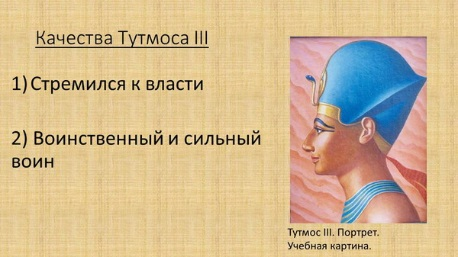 Качества Тутмоса III
1) Стремился к власти
2) Воинственный и сильный
воин
Тутмос III. Портрет.
Учебная картина.